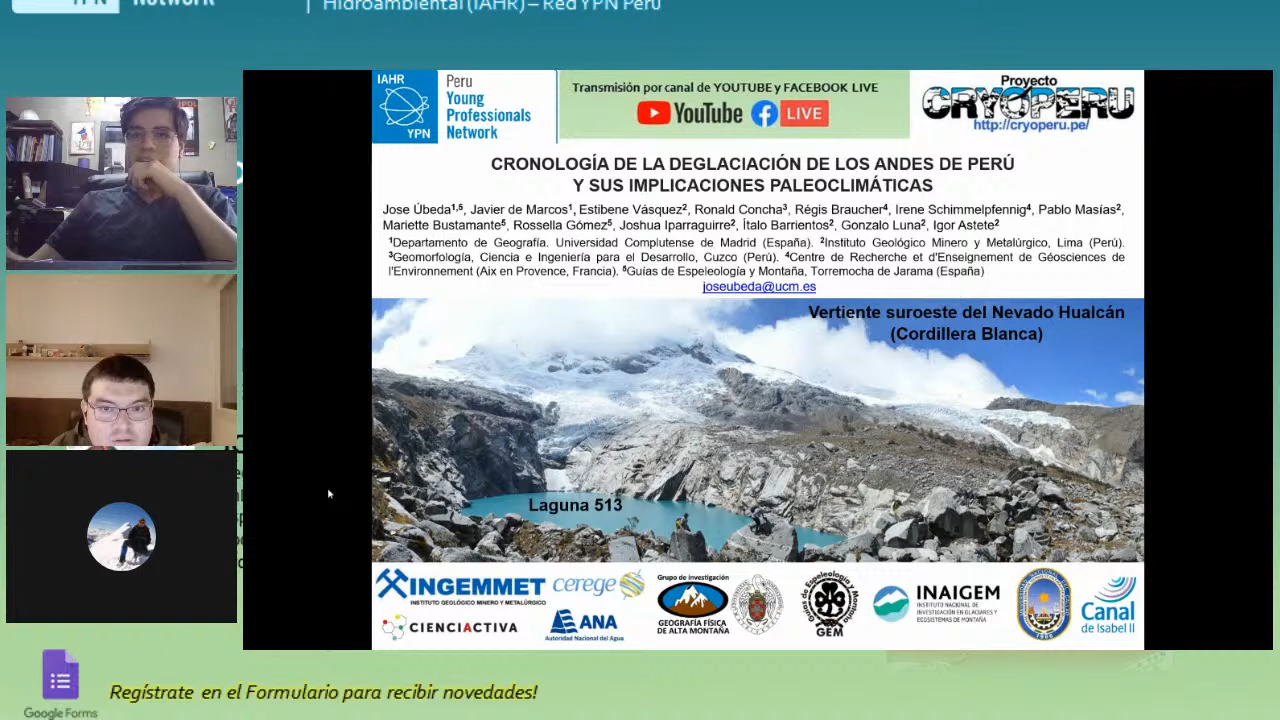 YPN Network
Hidroambiental (IAHR) – Red YPN Perú
IAHR
YPN
Peru
Young
Professionals
Network
Transmisión por canal de YOUTUBE y FACEBOOK LIVE
YouTube LIVE
Proyecto
CRYOPERU
http://cryoperu.pe/
CRONOLOGÍA DE LA DEGLACIACIÓN DE LOS ANDES DE PERÚ
Y SUS IMPLICACIONES PALEOCLIMÁTICAS
Jose Úbeda1,5, Javier de Marcos1, Estibene Vásquez2, Ronald Concha3, Régis Braucher4, Irene Schimmelpfennig4, Pablo Masías2,
Mariette Bustamante5, Rossella Gómez5, Joshua Iparraguirre2, Ítalo Barrientos2, Gonzalo Luna2, Igor Astete2
1Departamento de Geografía. Universidad Complutense de Madrid (España). 2Instituto Geológico Minero y Metalúrgico, Lima (Perú).
3Geomorfología, Ciencia e Ingeniería para el Desarrollo, Cuzco (Perú). 4Centre de Recherche et d'Enseignement de Géosciences de
l'Environnement (Aix en Provence, Francia). 5Guías de Espeleología y Montaña, Torremocha de Jarama (España)
joseubeda@ucm.es
Vertiente suroeste del Nevado Hualcán
(Cordillera Blanca)
Laguna 513
INGEMMET
INSTITUTO GEOLÓGICO MINERO Y METALÚRGICO
cerege
CIENCIACTIVA
ANA
Autoridad Nacional del Agua
Grupo de investigación
GEOGRAFÍA FÍSICA
DE ALTA MONTAÑA
Guías de Espeleología y Montaña
GEM
INAIGEM
INSTITUTO NACIONAL DE
INVESTIGACIÓN EN GLACIARES Y
ECOSISTEMAS DE MONTAÑA
Canal
de Isabel II
Regístrate en el Formulario para recibir novedades!
Google Forms